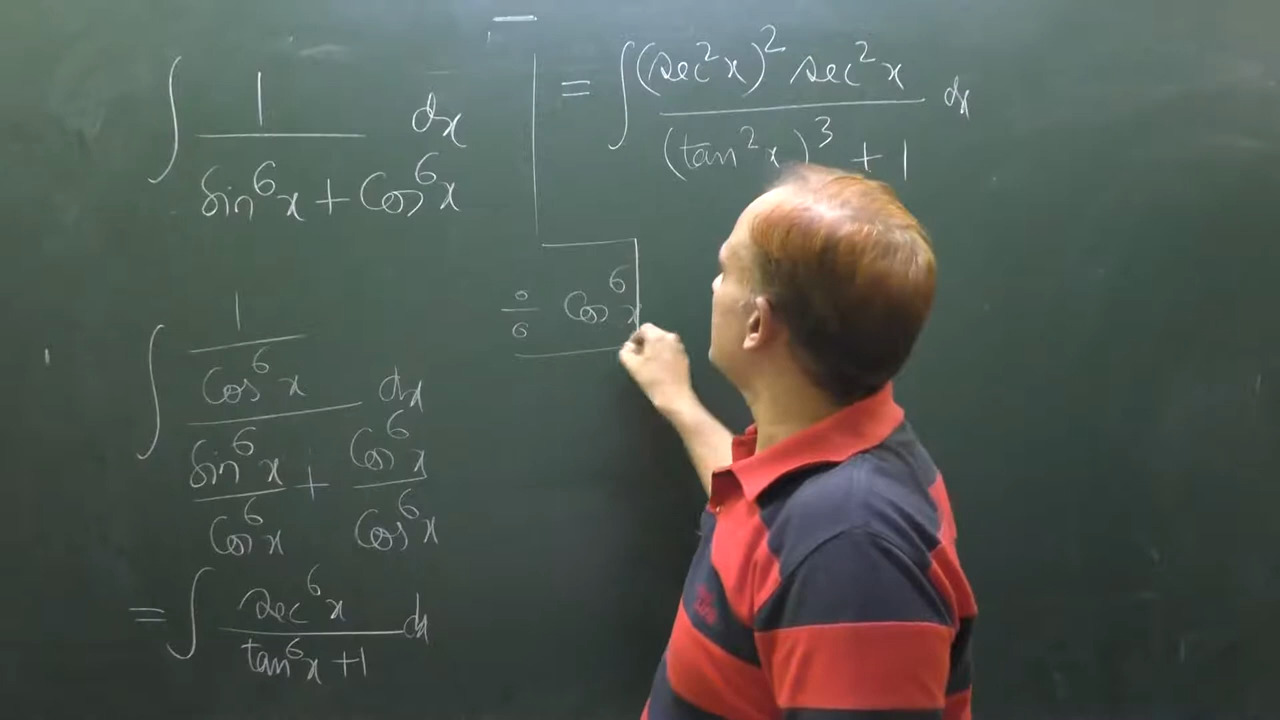 ∫ 1 / (sin⁶x + Cos⁶x) dx
∫ (1 / Cos⁶x) / (sin⁶x / Cos⁶x + Cos⁶x / Cos⁶x) dx
= ∫ sec⁶x / (tan⁶x + 1) dx
= ∫ (sec²x)² sec²x / ((tan²x)³ + 1) dx
÷ Cos⁶x